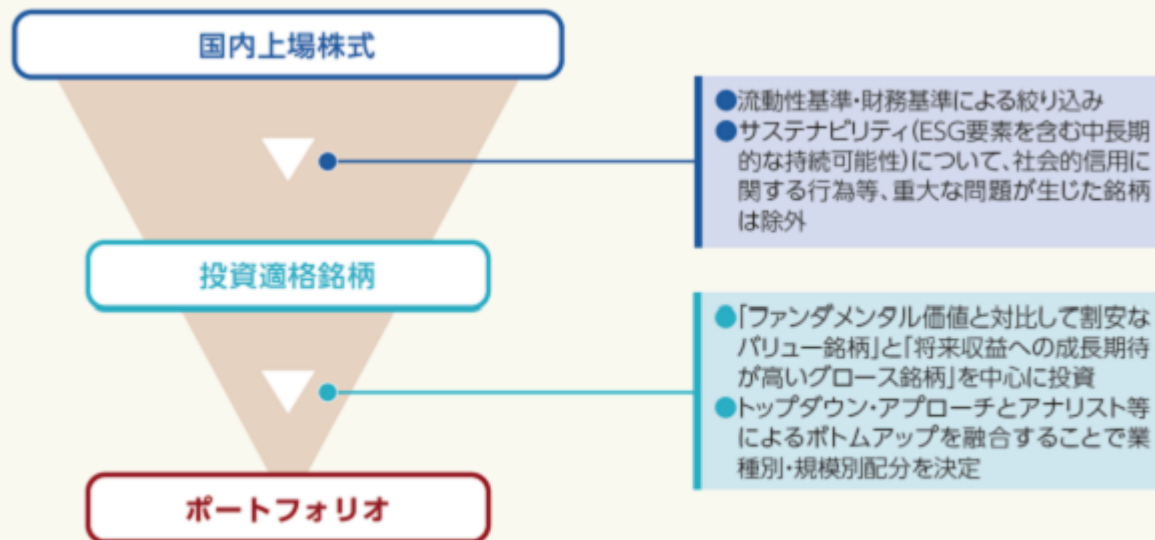 国内上場株式
●流動性基準・財務基準による絞り込み
●サステナビリティ(ESG要素を含む中長期
的な持続可能性)について、社会的信用に
関する行為等、重大な問題が生じた銘柄
は除外
投資適格銘柄
●「ファンダメンタル価値と対比して割安な
バリュー銘柄」と「将来収益への成長期待
が高いグロース銘柄」を中心に投資
●トップダウン・アプローチとアナリスト等
によるボトムアップを融合することで業
種別・規模別配分を決定
ポートフォリオ